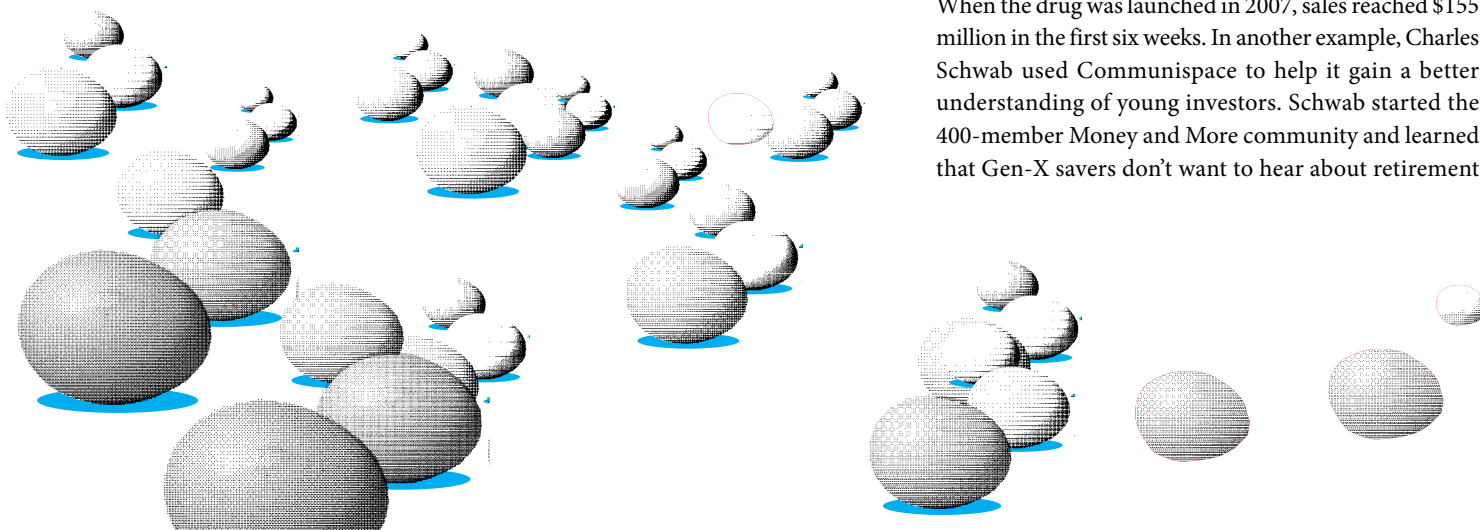 When the drug was launched in 2007, sales reached $155
million in the first six weeks. In another example, Charles
Schwab used Communispace to help it gain a better
understanding of young investors. Schwab started the
400-member Money and More community and learned
that Gen-X savers don’t want to hear about retirement